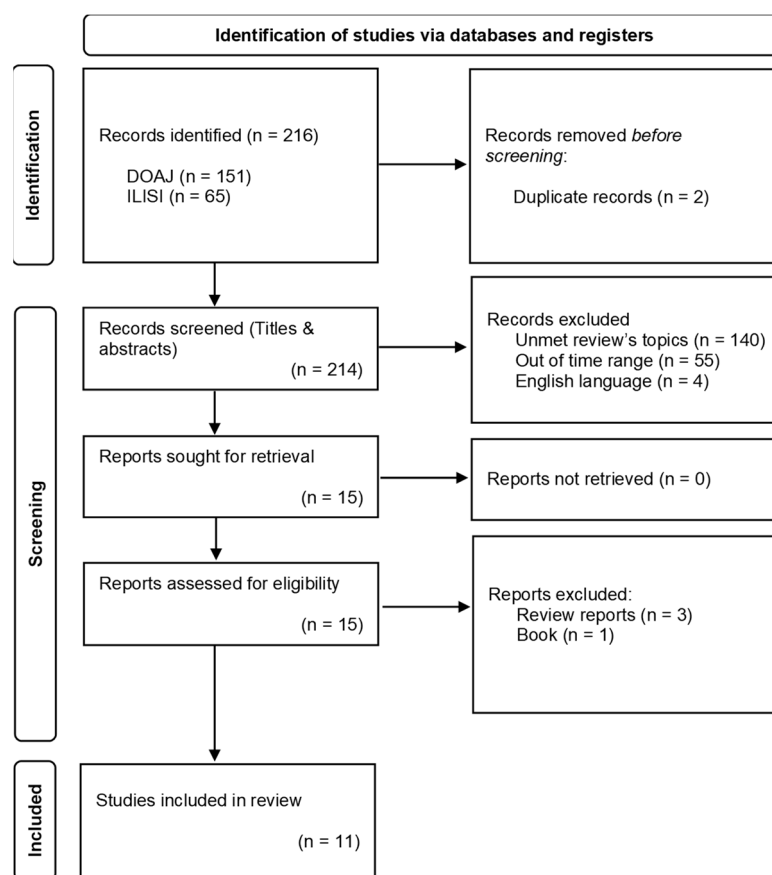 Identification of studies via databases and registers
Identification
Records identified (n = 216)
DOAJ (n = 151)
ILISI (n = 65)
Records removed before
screening:
Duplicate records (n = 2)
Screening
Records screened (Titles &
abstracts)
(n = 214)
Records excluded
Unmet review's topics (n = 140)
Out of time range (n = 55)
English language (n = 4)
Reports sought for retrieval
(n = 15)
Reports not retrieved (n = 0)
Reports assessed for eligibility
(n = 15)
Reports excluded:
Review reports (n = 3)
Book (n = 1)
Included
Studies included in review
(n = 11)